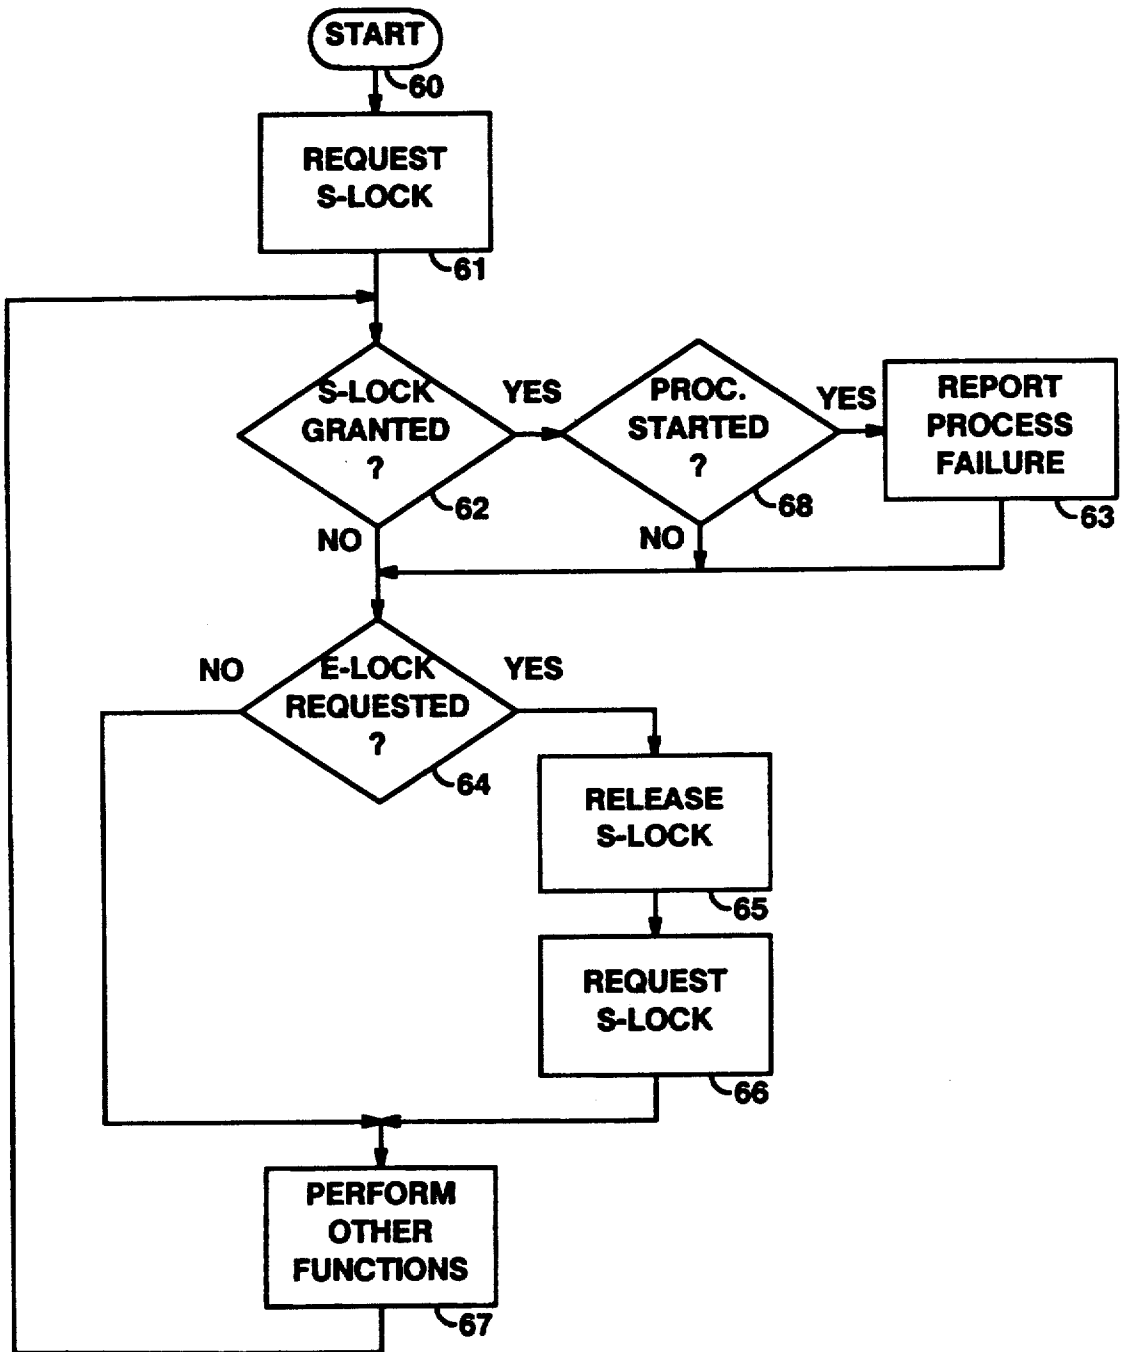 START
60
REQUEST
S-LOCK
61
S-LOCK
GRANTED
?
62
YES
NO
PROC.
STARTED
?
68
YES
NO
REPORT
PROCESS
FAILURE
63
E-LOCK
REQUESTED
?
64
NO
YES
RELEASE
S-LOCK
65
REQUEST
S-LOCK
66
PERFORM
OTHER
FUNCTIONS
67